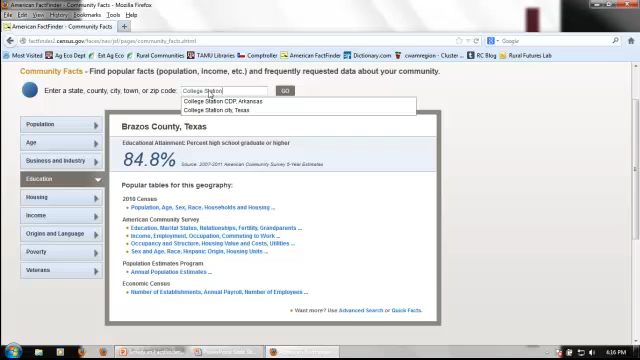 American FactFinder - Community Facts - Mozilla Firefox
File Edit View History Bookmarks Tools Help
American FactFinder - Community Facts
factfinder2.census.gov/faces/nav/jsf/pages/community_facts.xhtml
Google
Most Visited Ag Eco Dept Rural Communities TAMU Libraries Comptroller American FactFinder Dictionary.com cwamregion RC Cluster ORC Rural Futures Lab
Community Facts - Find popular facts (population, income, etc.) and frequently requested data about your community.
Enter a state, county, city, town, or zip code: College Station GO
College Station CDP, Arkansas
College Station city, Texas
Population
Age
Business and Industry
Education
Housing
Income
Origins and Language
Poverty
Veterans
Brazos County, Texas
Educational Attainment: Percent high school graduate or higher
84.8% Source: 2007-2011 American Community Survey 5-Year Estimates
Popular tables for this geography:
2010 Census
Population, Age, Sex, Race, Households and Housing ...
American Community Survey
Education, Marital Status, Relationships, Fertility, Grandparents ...
Income, Employment, Occupation, Commuting to Work ...
Occupancy and Structure, Housing Value and Costs, Utilities ...
Sex and Age, Race, Hispanic Origin, Housing Units ...
Population Estimates Program
Annual Population Estimates ...
Economic Census
Number of Establishments, Annual Payroll, Number of Employees ...
Want more? Use Advanced Search or Quick Facts.
4:16 PM